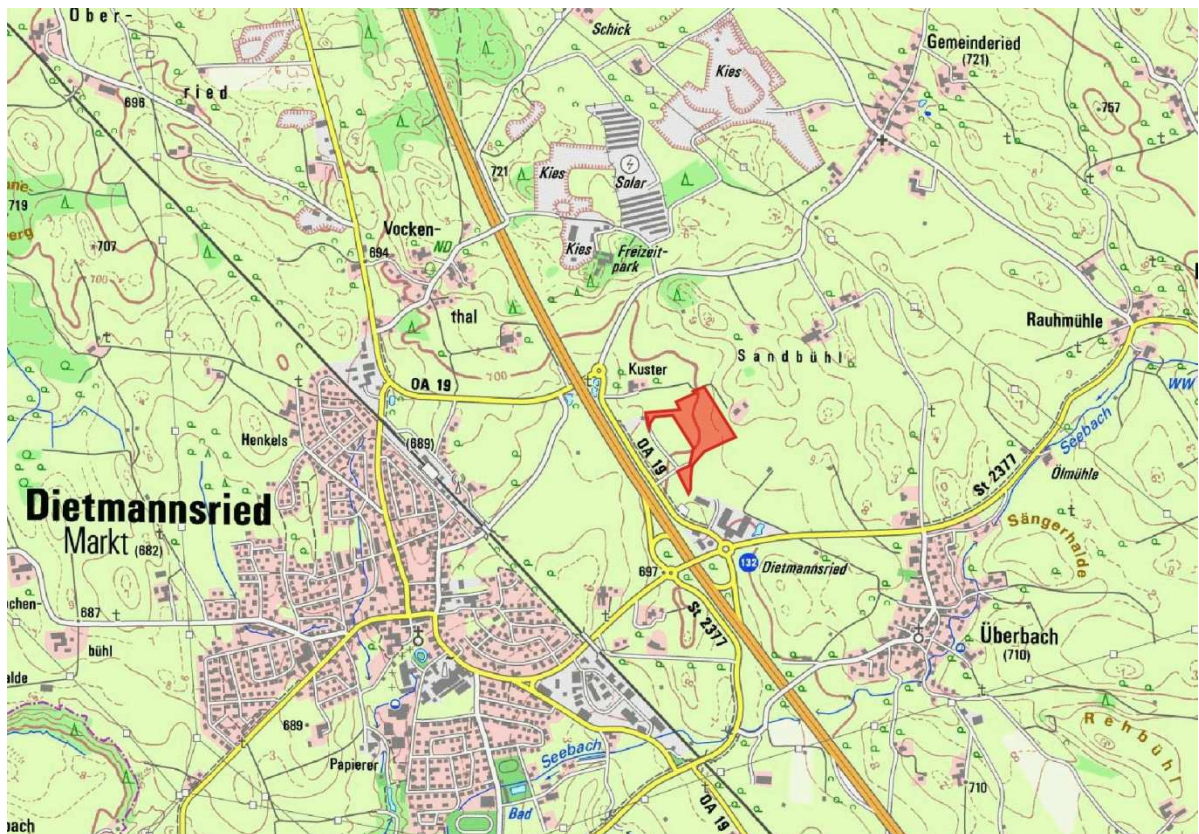 Ober-
ried
Schick
Gemeinderied
(721)
Kies
696
757
721
Kies
Solar
719
Vocken-
ND
707
694
Kies
Freizeit-
park
thal
Rauhmühle
Sandbühl
700
OA 19
Kuster
WW
Henkels
(689)
OA 19
Seebach
St 2377
Ölmühle
Dietmannsried
Markt (682)
Sängerhalde
697
132
Dietmannsried
687
St 2377
bühl
Überbach
(710)
689
Rehbühl
Papierer
Seebach
710
Bad
OA 19
bach